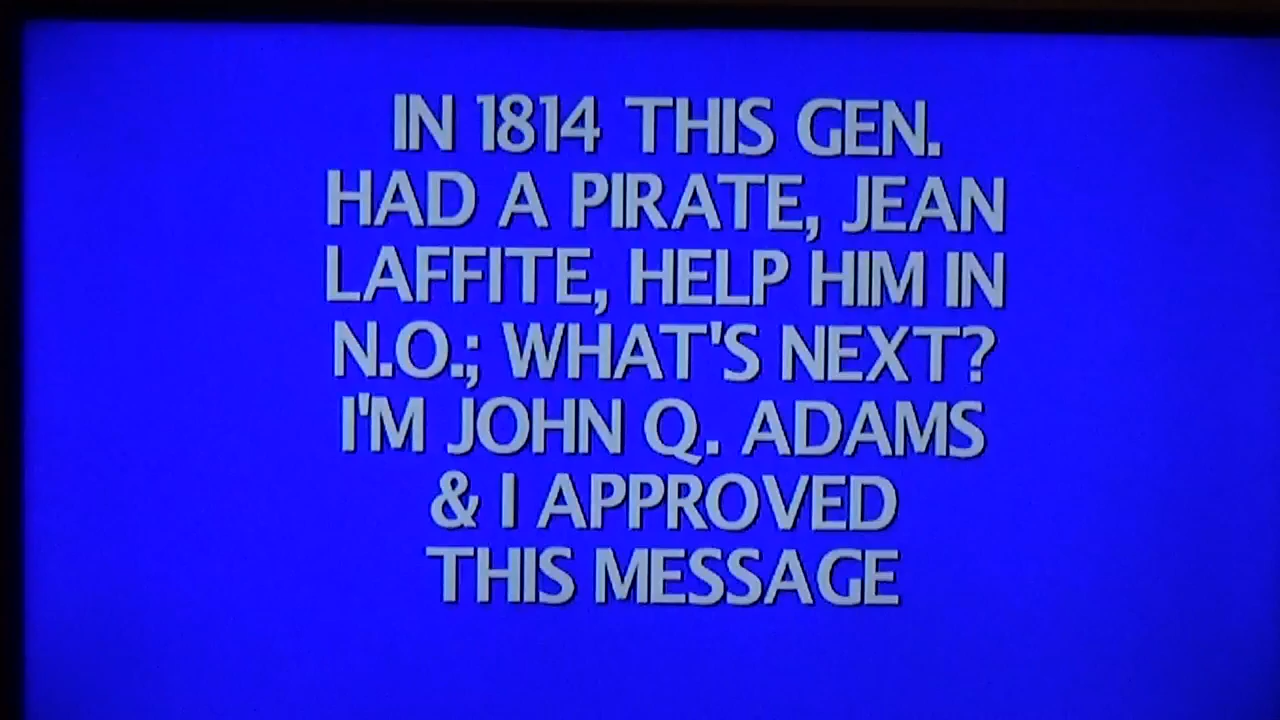 IN 1814 THIS GEN.
HAD A PIRATE, JEAN
LAFFITE, HELP HIM IN
N.O.; WHAT'S NEXT?
I'M JOHN Q. ADAMS
& I APPROVED
THIS MESSAGE